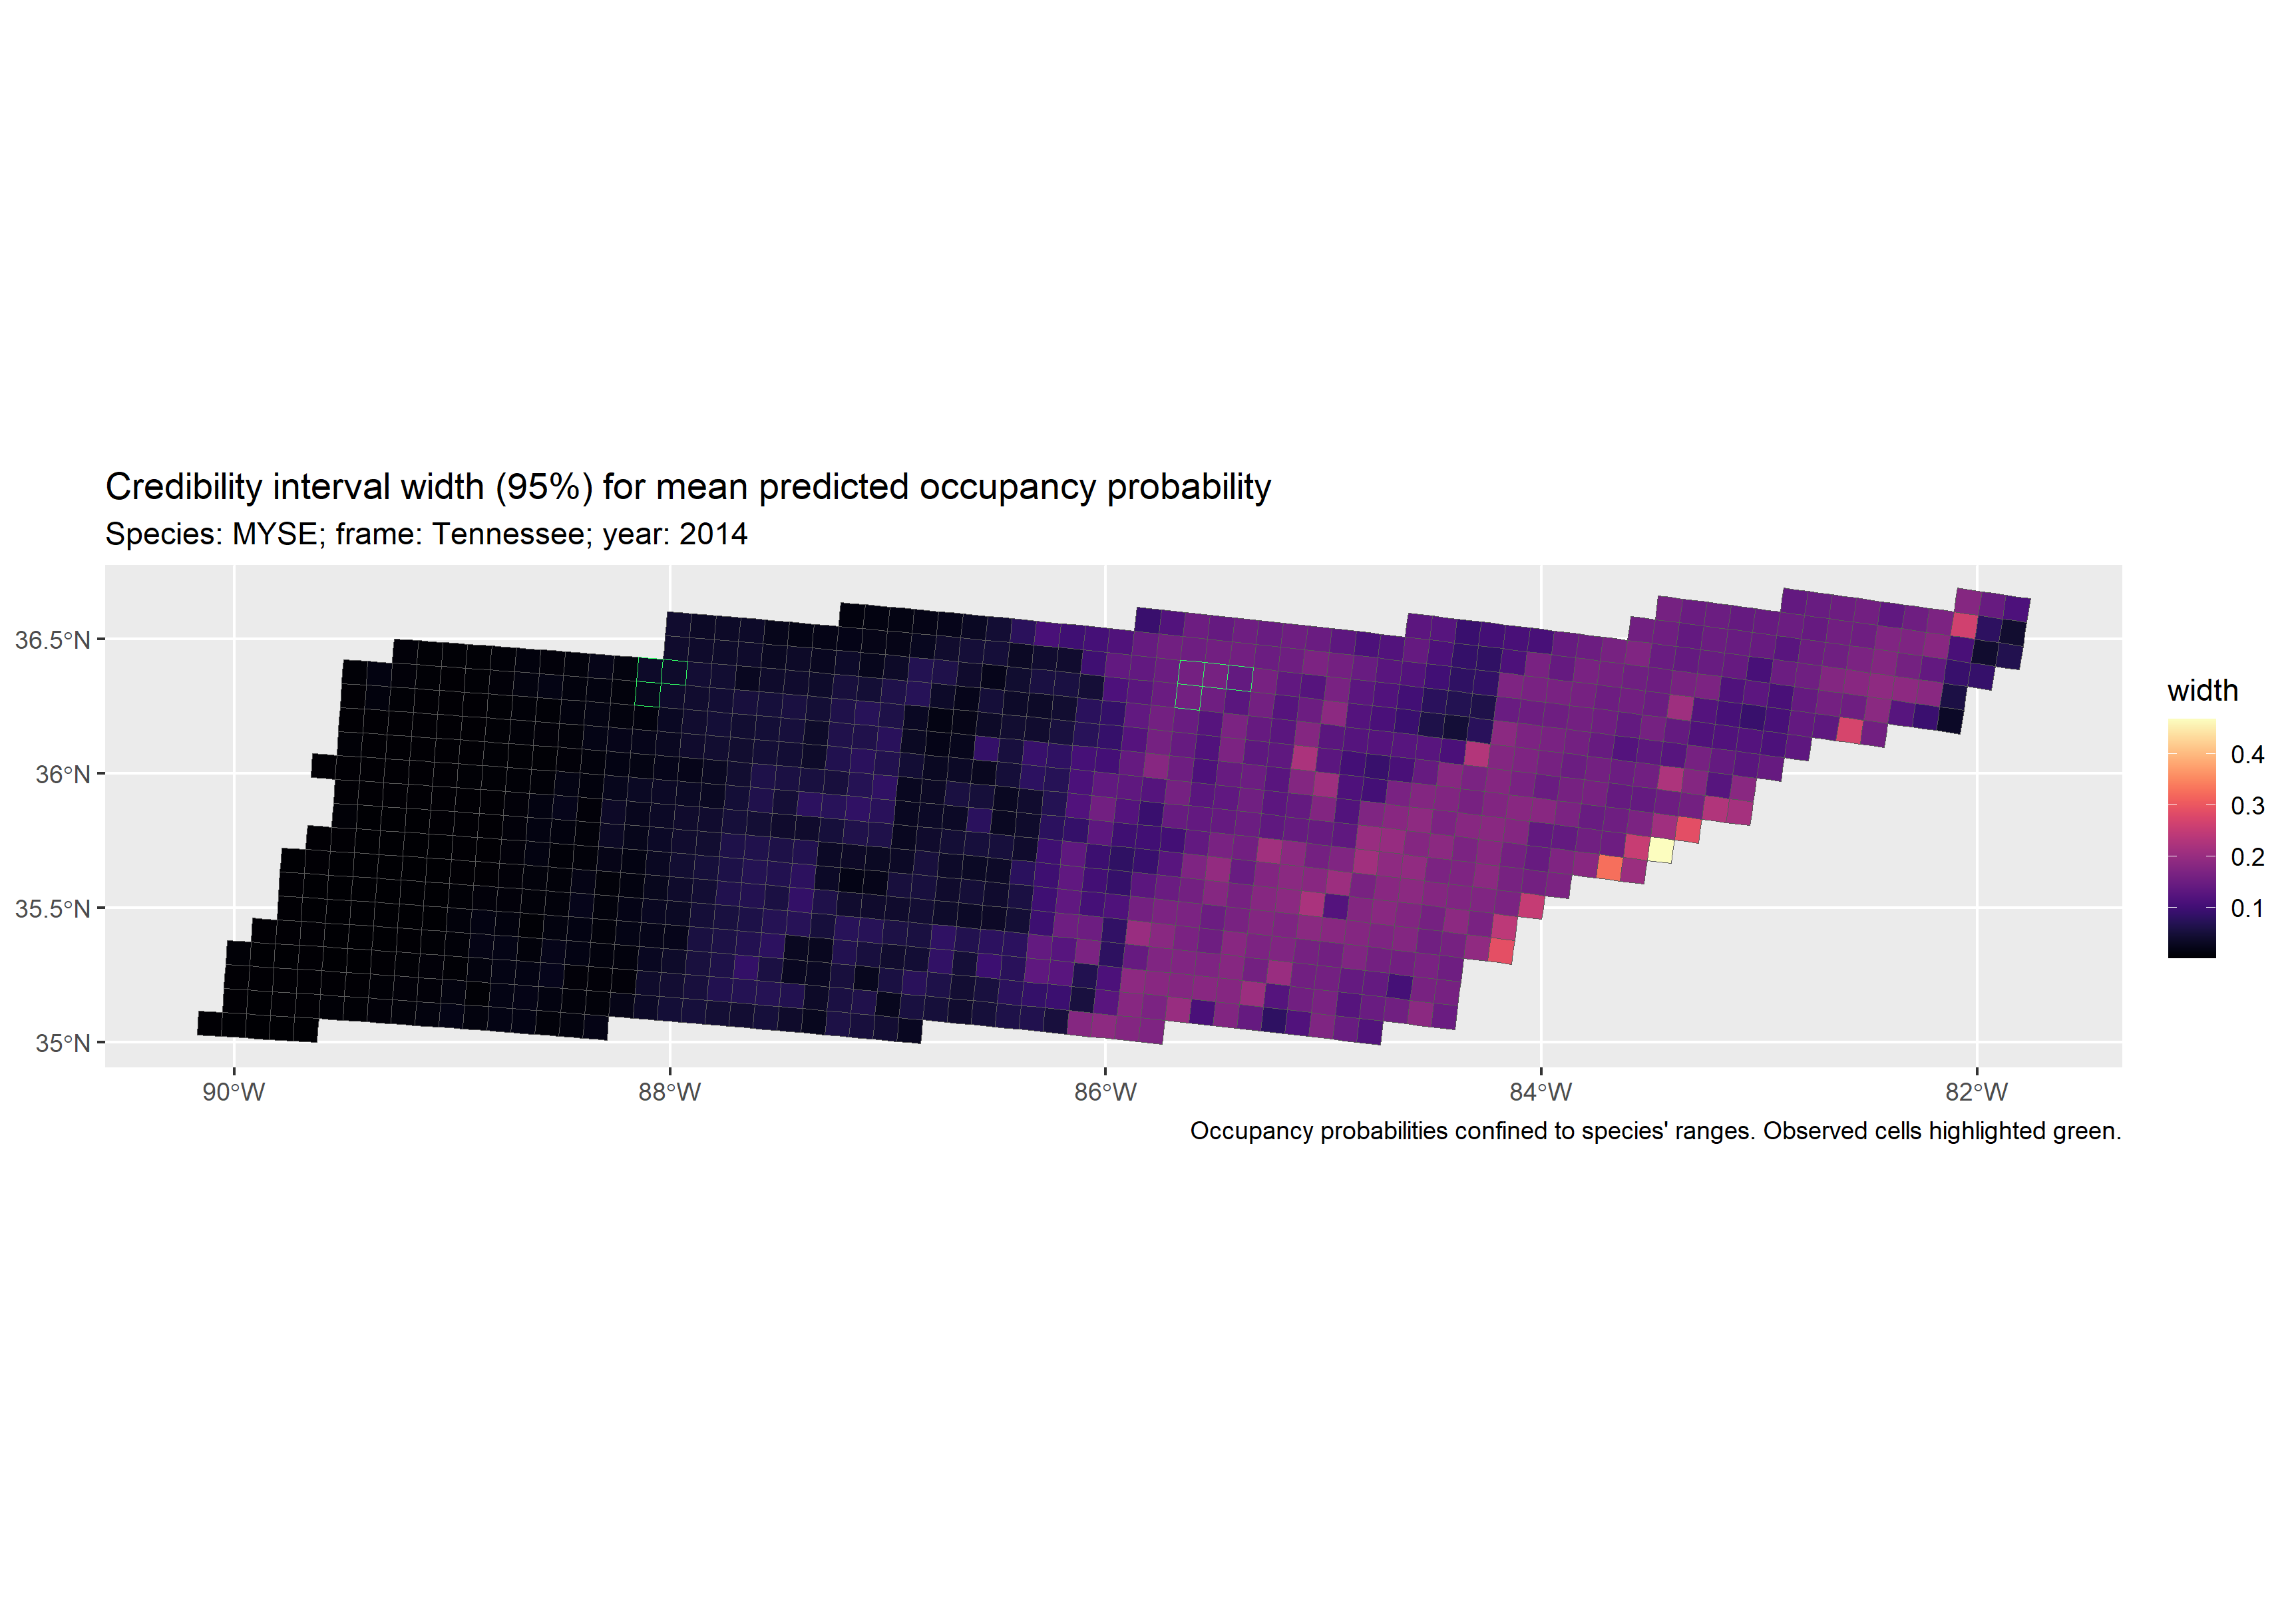 Credibility interval width (95%) for mean predicted occupancy probability
Species: MYSE; frame: Tennessee; year: 2014
36.5°N
36°N
35.5°N
35°N
90°W
88°W
86°W
84°W
82°W
width
0.4
0.3
0.2
0.1
Occupancy probabilities confined to species' ranges. Observed cells highlighted green.